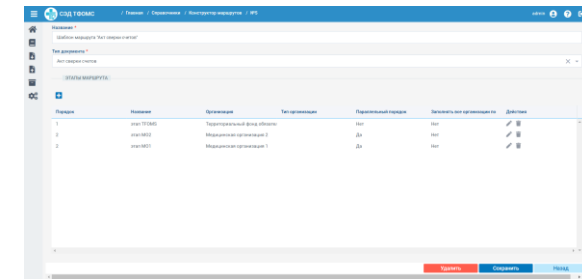 СЭД ТФОМС / Главная / Справочники / Конструктор маршрутов / №5 admin
Название *
Шаблон маршрута "Акт сверки счетов"
Тип документа *
Акт сверки счетов
ЭТАПЫ МАРШРУТА
Порядок Название Организация Тип организации Параллельный порядок Заполнять все организации по Действия
1 этап ТФОМС Территориальный фонд обязате Нет Нет
2 этап МО2 Медицинская организация 2 Да Нет
2 этап МО1 Медицинская организация 1 Да Нет
Удалить Сохранить Назад